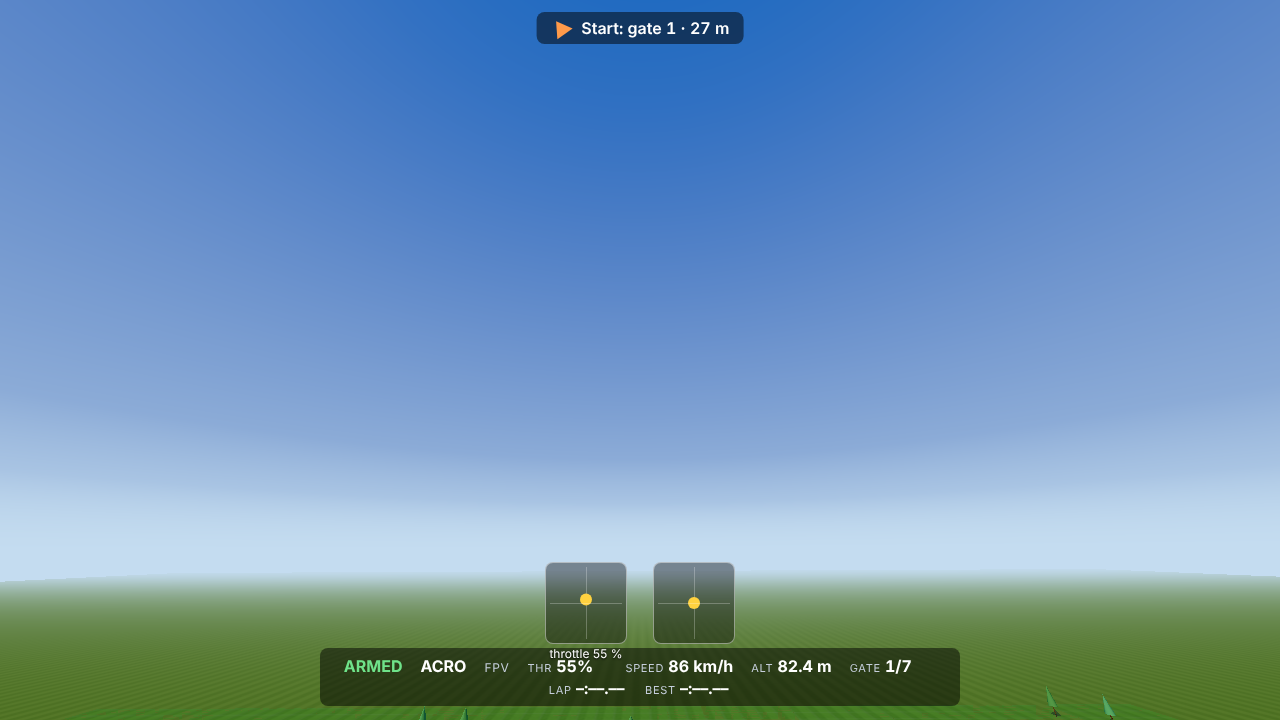 Start: gate 1 · 27 m
throttle 55 %
ARMED ACRO FPV THR 55% SPEED 86 km/h ALT 82.4 m GATE 1/7
LAP –:––.–– BEST –:––.––